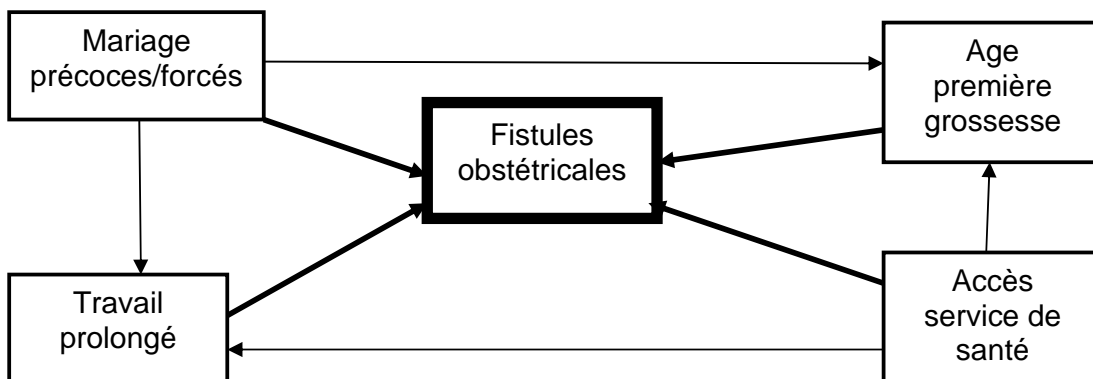 Mariage
précoces/forcés
Age
première
grossesse
Fistules
obstétricales
Travail
prolongé
Accès
service de
santé